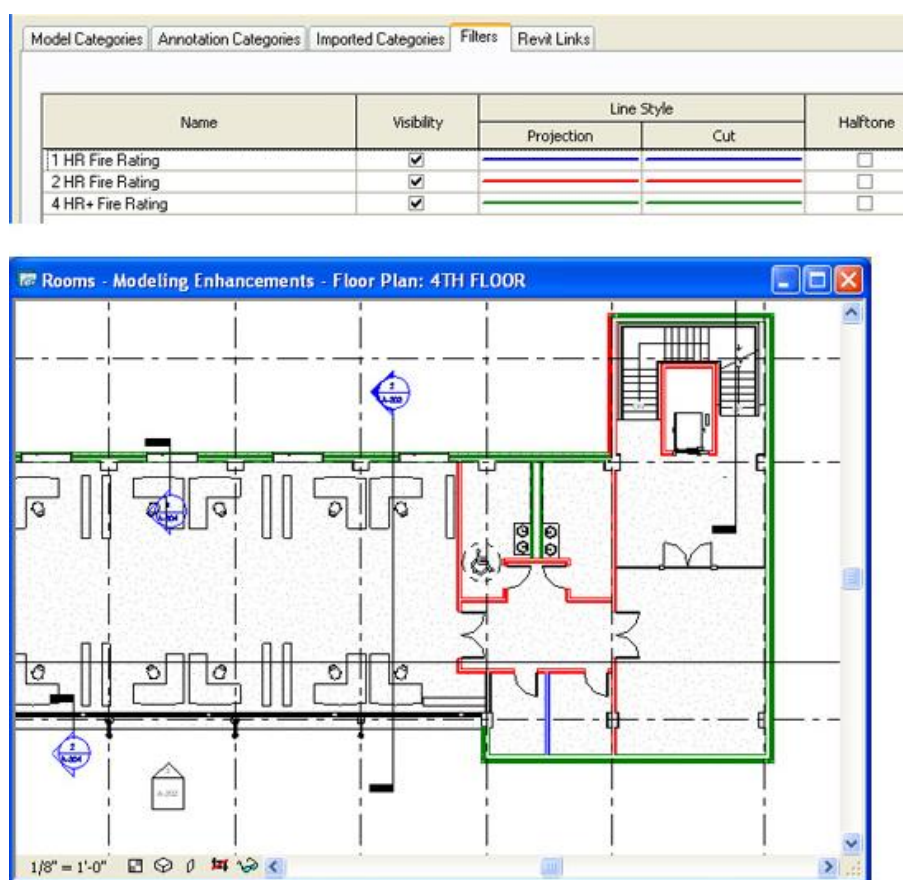 Model Categories Annotation Categories Imported Categories Filters Revit Links
Name Visibility Line Style Halftone
Projection Cut
1 HR Fire Rating
2 HR Fire Rating
4 HR+ Fire Rating
Rooms - Modeling Enhancements - Floor Plan: 4TH FLOOR
2
A-202
1/8" = 1'-0"